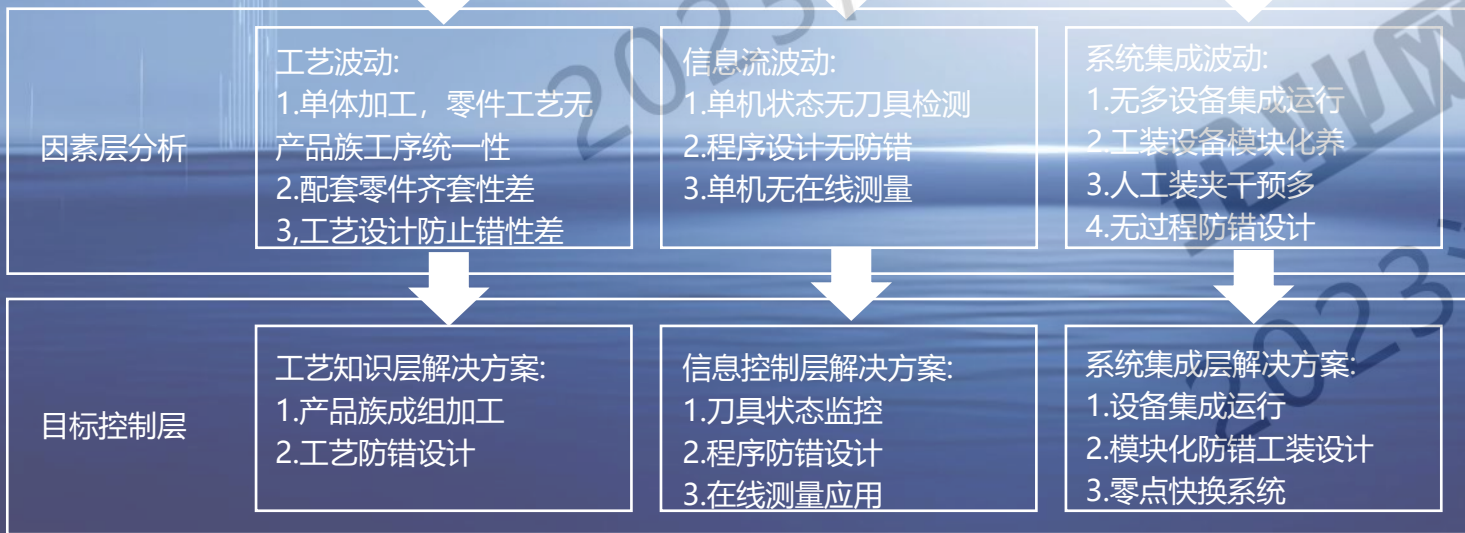 因素层分析
工艺波动:
1.单体加工，零件工艺无
产品族工序统一性
2.配套零件齐套性差
3,工艺设计防止错性差
信息流波动:
1.单机状态无刀具检测
2.程序设计无防错
3.单机无在线测量
系统集成波动:
1.无多设备集成运行
2.工装设备模块化养
3.人工装夹干预多
4.无过程防错设计
目标控制层
工艺知识层解决方案:
1.产品族成组加工
2.工艺防错设计
信息控制层解决方案:
1.刀具状态监控
2.程序防错设计
3.在线测量应用
系统集成层解决方案:
1.设备集成运行
2.模块化防错工装设计
3.零点快换系统
2023
企业网
2023